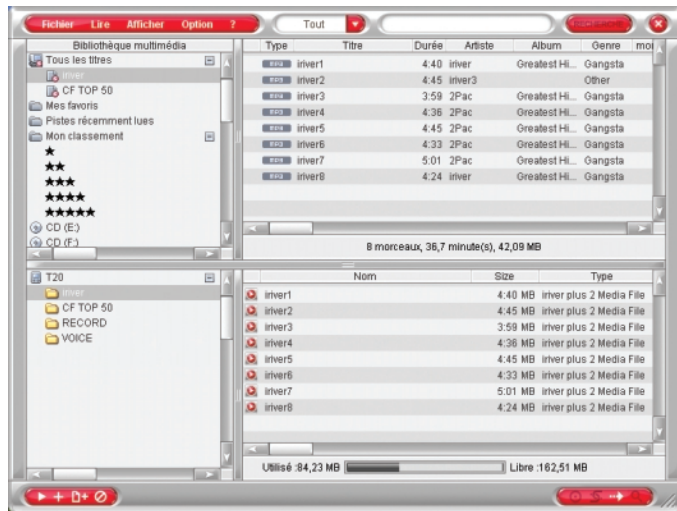 Fichier Lire Afficher Option ? Tout
Bibliothèque multimédia
Tous les titres
iriver
CF TOP 50
Mes favoris
Pistes récemment lues
Mon classement
CD (E:)
CD (F:)
Type Titre Durée Artiste Album Genre moi
iriver1 4:40 iriver Greatest Hi... Gangsta
iriver2 4:45 iriver3 Other
iriver3 3:59 2Pac Greatest Hi... Gangsta
iriver4 4:36 2Pac Greatest Hi... Gangsta
iriver5 4:45 2Pac Greatest Hi... Gangsta
iriver6 4:33 2Pac Greatest Hi... Gangsta
iriver7 5:01 2Pac Greatest Hi... Gangsta
iriver8 4:24 iriver Greatest Hi... Gangsta
8 morceaux, 36,7 minute(s), 42,09 MB
T20
iriver
CF TOP 50
RECORD
VOICE
Nom Size Type
iriver1 4:40 MB iriver plus 2 Media File
iriver2 4:45 MB iriver plus 2 Media File
iriver3 3:59 MB iriver plus 2 Media File
iriver4 4:36 MB iriver plus 2 Media File
iriver5 4:45 MB iriver plus 2 Media File
iriver6 4:33 MB iriver plus 2 Media File
iriver7 5:01 MB iriver plus 2 Media File
iriver8 4:24 MB iriver plus 2 Media File
Utilisé :84,23 MB Libre :162,51 MB